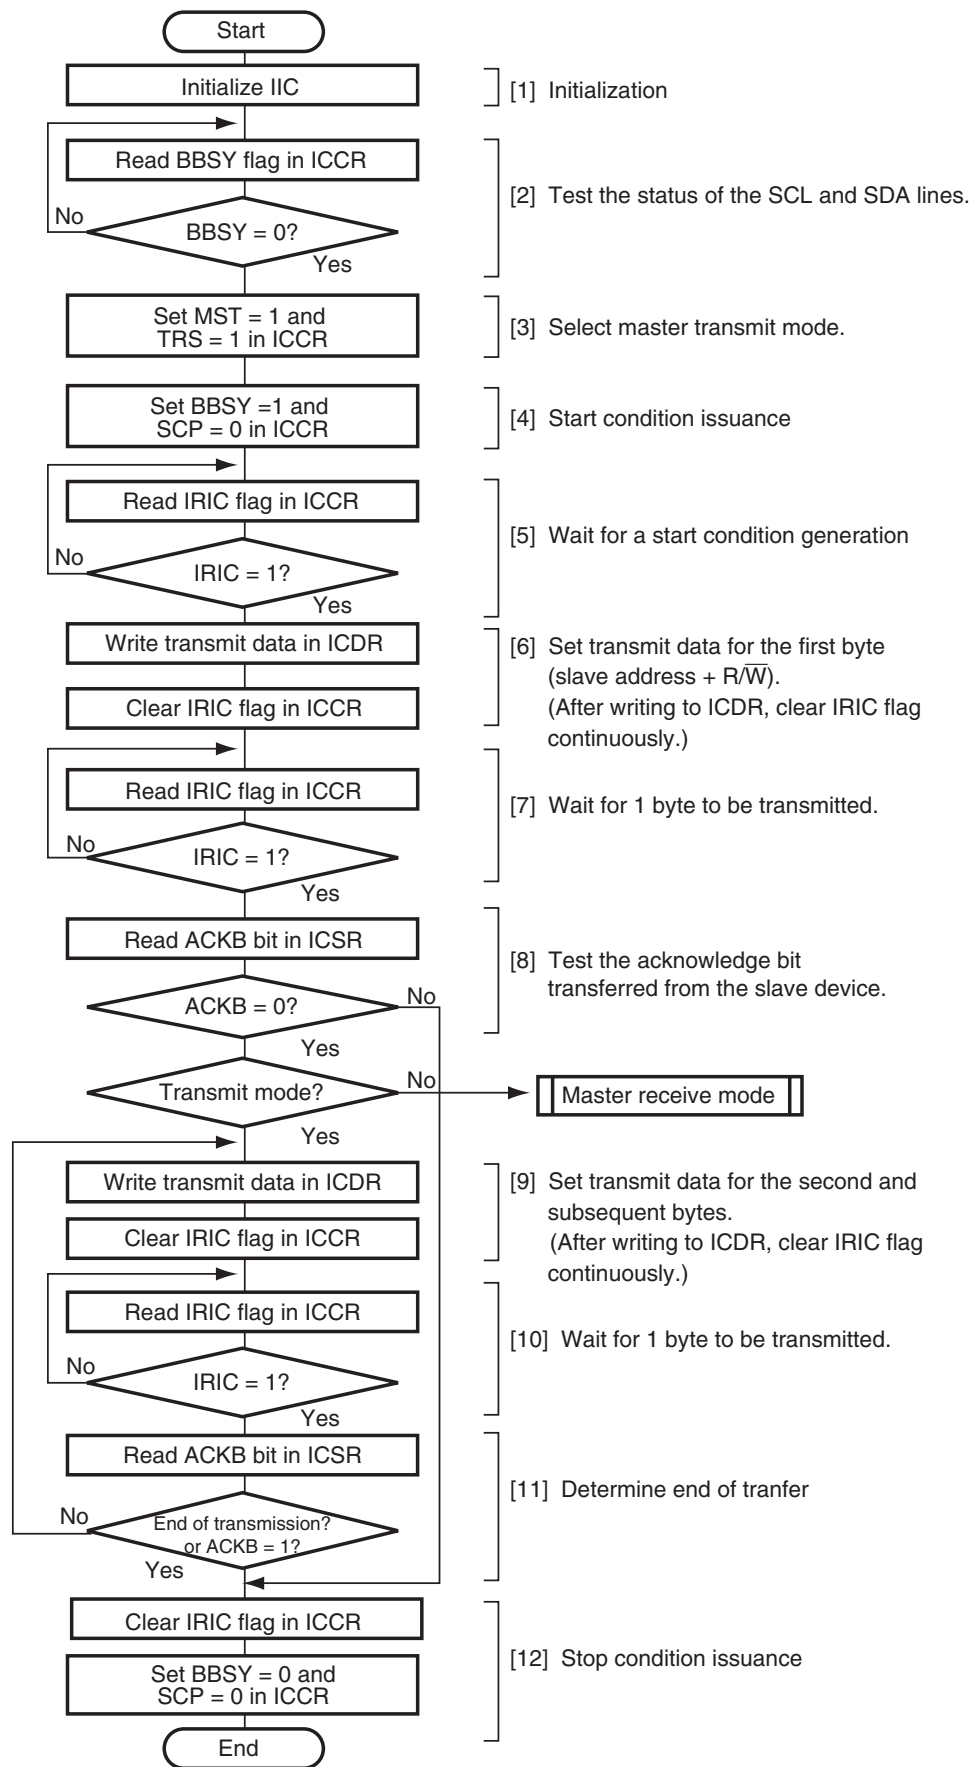 Start
Initialize IIC
[1] Initialization
Read BBSY flag in ICCR
[2] Test the status of the SCL and SDA lines.
No
BBSY = 0?
Yes
Set MST = 1 and
TRS = 1 in ICCR
[3] Select master transmit mode.
Set BBSY =1 and
SCP = 0 in ICCR
[4] Start condition issuance
Read IRIC flag in ICCR
[5] Wait for a start condition generation
No
IRIC = 1?
Yes
Write transmit data in ICDR
[6] Set transmit data for the first byte
(slave address + R/W̅).
(After writing to ICDR, clear IRIC flag
continuously.)
Clear IRIC flag in ICCR
Read IRIC flag in ICCR
[7] Wait for 1 byte to be transmitted.
No
IRIC = 1?
Yes
Read ACKB bit in ICSR
[8] Test the acknowledge bit
transferred from the slave device.
ACKB = 0?
No
Yes
Transmit mode?
No
Master receive mode
Yes
Write transmit data in ICDR
[9] Set transmit data for the second and
subsequent bytes.
(After writing to ICDR, clear IRIC flag
continuously.)
Clear IRIC flag in ICCR
Read IRIC flag in ICCR
[10] Wait for 1 byte to be transmitted.
No
IRIC = 1?
Yes
Read ACKB bit in ICSR
[11] Determine end of tranfer
No
End of transmission?
or ACKB = 1?
Yes
Clear IRIC flag in ICCR
[12] Stop condition issuance
Set BBSY = 0 and
SCP = 0 in ICCR
End